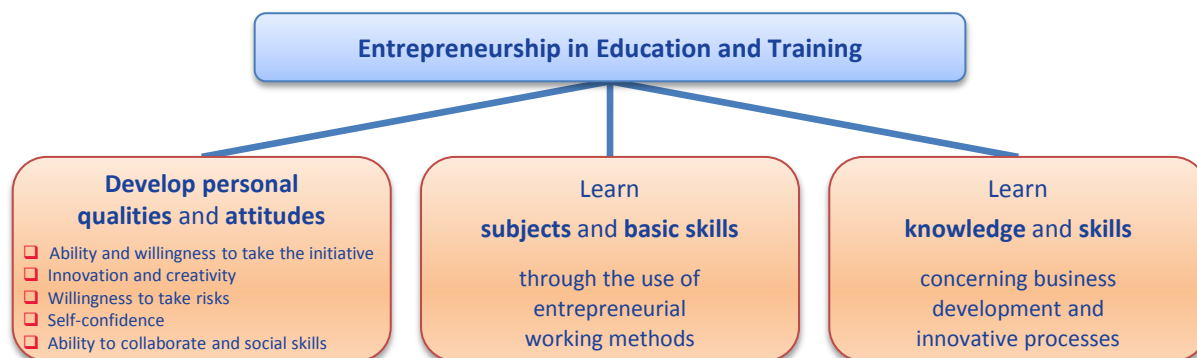 Entrepreneurship in Education and Training
Develop personal
qualities and attitudes
Ability and willingness to take the initiative
Innovation and creativity
Willingness to take risks
Self-confidence
Ability to collaborate and social skills
Learn
subjects and basic skills
through the use of
entrepreneurial
working methods
Learn
knowledge and skills
concerning business
development and
innovative processes